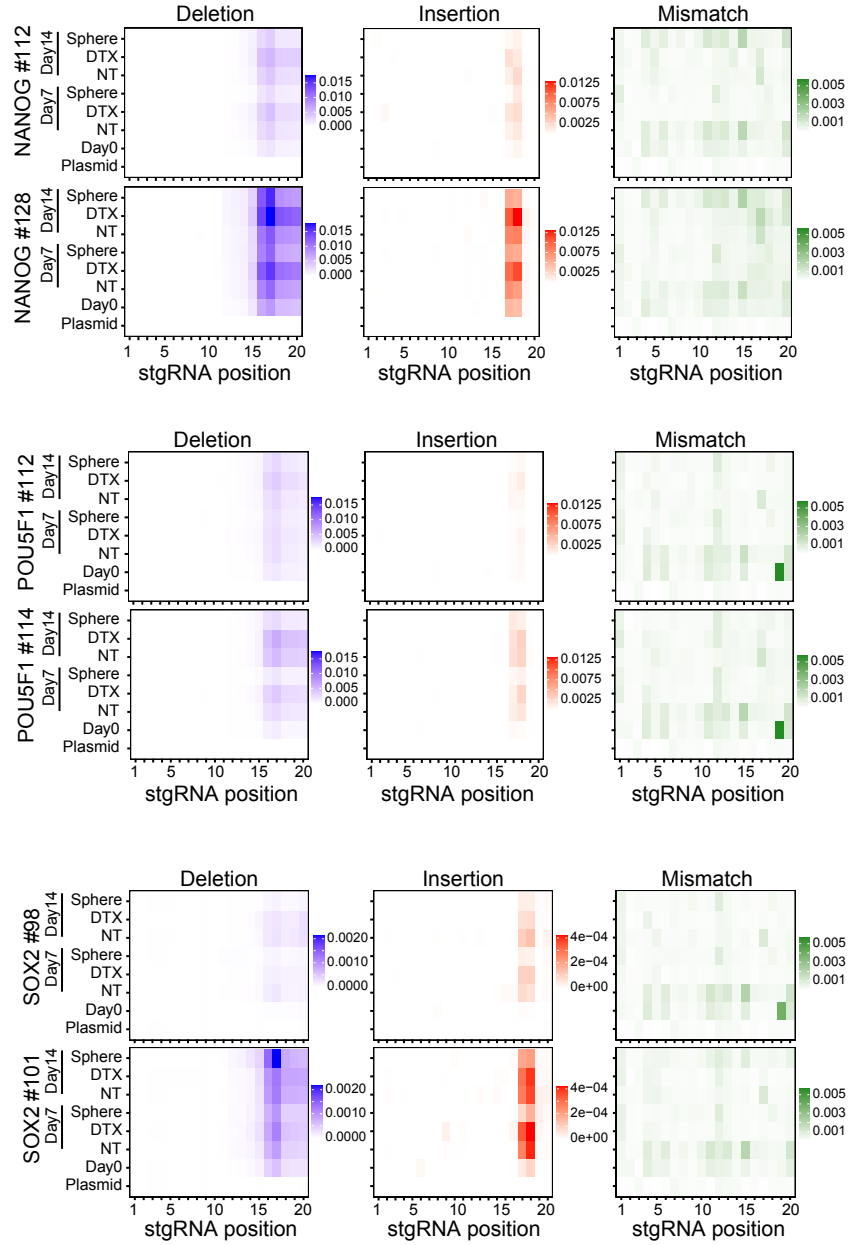 Deletion Insertion Mismatch
NANOG #112
Day14
Day7
Sphere
DTX
NT
Sphere
DTX
NT
Day0
Plasmid
0.015
0.010
0.005
0.000
0.0125
0.0075
0.0025
0.005
0.003
0.001
NANOG #128
Day14
Day7
Sphere
DTX
NT
Sphere
DTX
NT
Day0
Plasmid
0.015
0.010
0.005
0.000
0.0125
0.0075
0.0025
0.005
0.003
0.001
1 5 10 15 20 1 5 10 15 20 1 5 10 15 20
stgRNA position stgRNA position stgRNA position
Deletion Insertion Mismatch
POU5F1 #112
Day14
Day7
Sphere
DTX
NT
Sphere
DTX
NT
Day0
Plasmid
0.015
0.010
0.005
0.000
0.0125
0.0075
0.0025
0.005
0.003
0.001
POU5F1 #114
Day14
Day7
Sphere
DTX
NT
Sphere
DTX
NT
Day0
Plasmid
0.015
0.010
0.005
0.000
0.0125
0.0075
0.0025
0.005
0.003
0.001
1 5 10 15 20 1 5 10 15 20 1 5 10 15 20
stgRNA position stgRNA position stgRNA position
Deletion Insertion Mismatch
SOX2 #98
Day14
Day7
Sphere
DTX
NT
Sphere
DTX
NT
Day0
Plasmid
0.0020
0.0010
0.0000
4e−04
2e−04
0e+00
0.005
0.003
0.001
SOX2 #101
Day14
Day7
Sphere
DTX
NT
Sphere
DTX
NT
Day0
Plasmid
0.0020
0.0010
0.0000
4e−04
2e−04
0e+00
0.005
0.003
0.001
1 5 10 15 20 1 5 10 15 20 1 5 10 15 20
stgRNA position stgRNA position stgRNA position